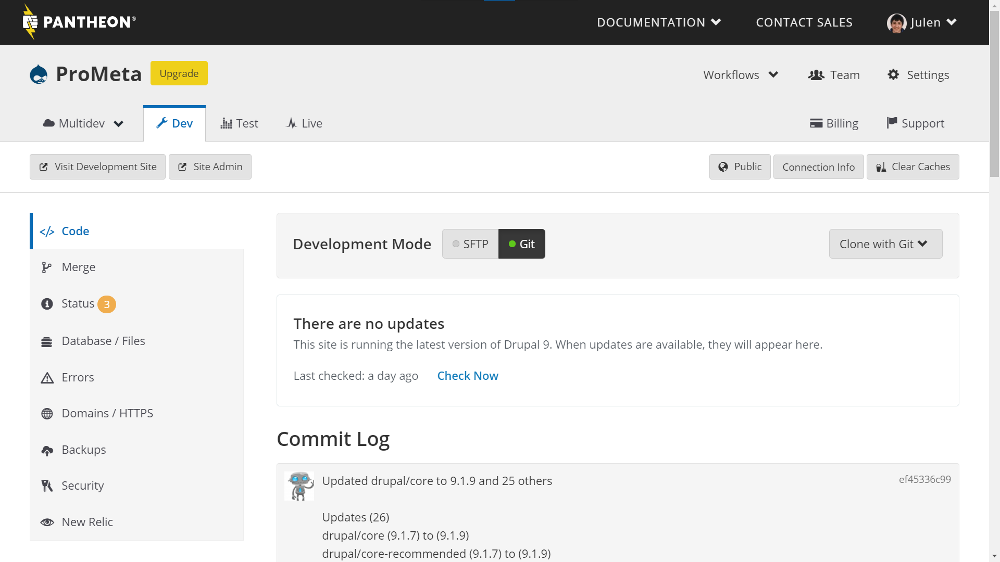 PANTHEON®
DOCUMENTATION
CONTACT SALES
Julen
ProMeta
Upgrade
Workflows
Team
Settings
Multidev
Dev
Test
Live
Billing
Support
Visit Development Site
Site Admin
Public
Connection Info
Clear Caches
</> Code
Merge
Status 3
Database / Files
Errors
Domains / HTTPS
Backups
Security
New Relic
Development Mode
SFTP
Git
Clone with Git
There are no updates
This site is running the latest version of Drupal 9. When updates are available, they will appear here.
Last checked: a day ago Check Now
Commit Log
Updated drupal/core to 9.1.9 and 25 others
ef45336c99
Updates (26)
drupal/core (9.1.7) to (9.1.9)
drupal/core-recommended (9.1.7) to (9.1.9)